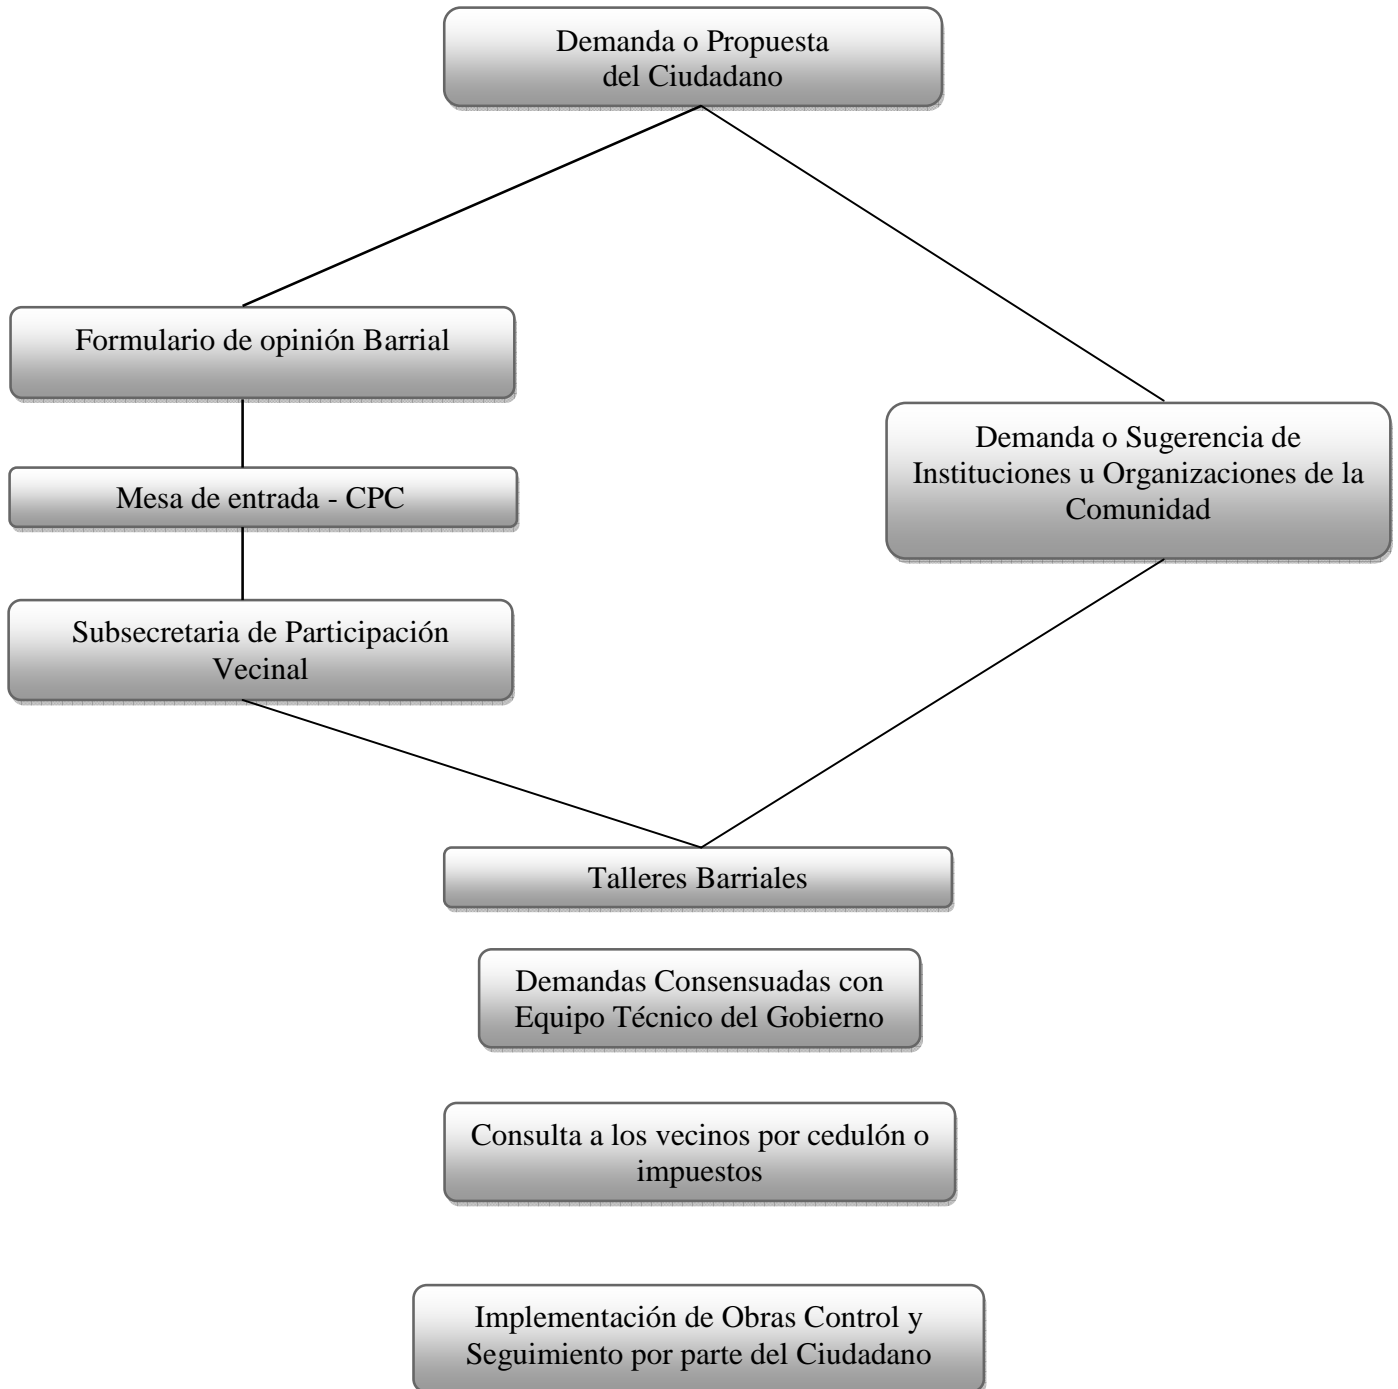 Demanda o Propuesta
del Ciudadano
Formulario de opinión Barrial
Mesa de entrada - CPC
Subsecretaria de Participación
Vecinal
Demanda o Sugerencia de
Instituciones u Organizaciones de la
Comunidad
Talleres Barriales
Demandas Consensuadas con
Equipo Técnico del Gobierno
Consulta a los vecinos por cedulón o
impuestos
Implementación de Obras Control y
Seguimiento por parte del Ciudadano